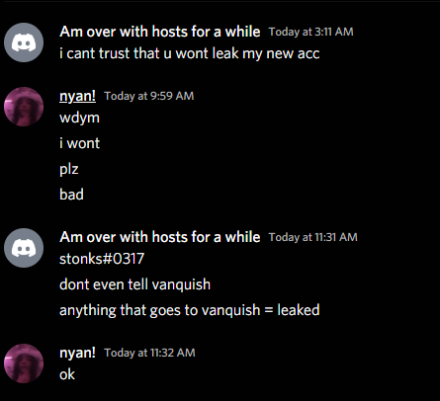 Am over with hosts for a while Today at 3:11 AM
i cant trust that u wont leak my new acc
nyan! Today at 9:59 AM
wdym
i wont
plz
bad
Am over with hosts for a while Today at 11:31 AM
stonks#0317
dont even tell vanquish
anything that goes to vanquish = leaked
nyan! Today at 11:32 AM
ok